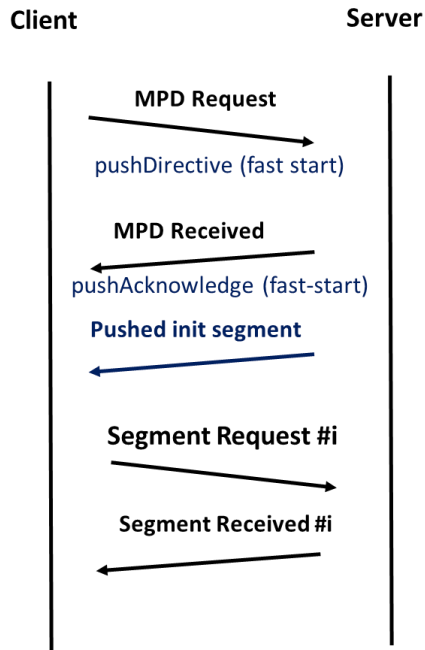 Client
Server
MPD Request
pushDirective (fast start)
MPD Received
pushAcknowledge (fast-start)
Pushed init segment
Segment Request #i
Segment Received #i